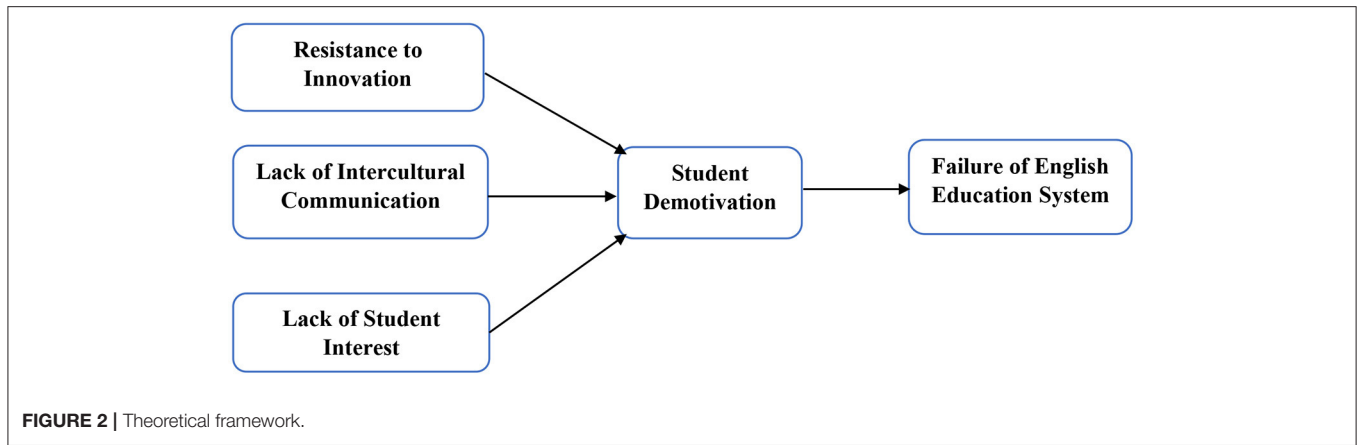 Resistance to
Innovation
Lack of Intercultural
Communication
Lack of Student
Interest
Student
Demotivation
Failure of English
Education System
FIGURE 2 | Theoretical framework.